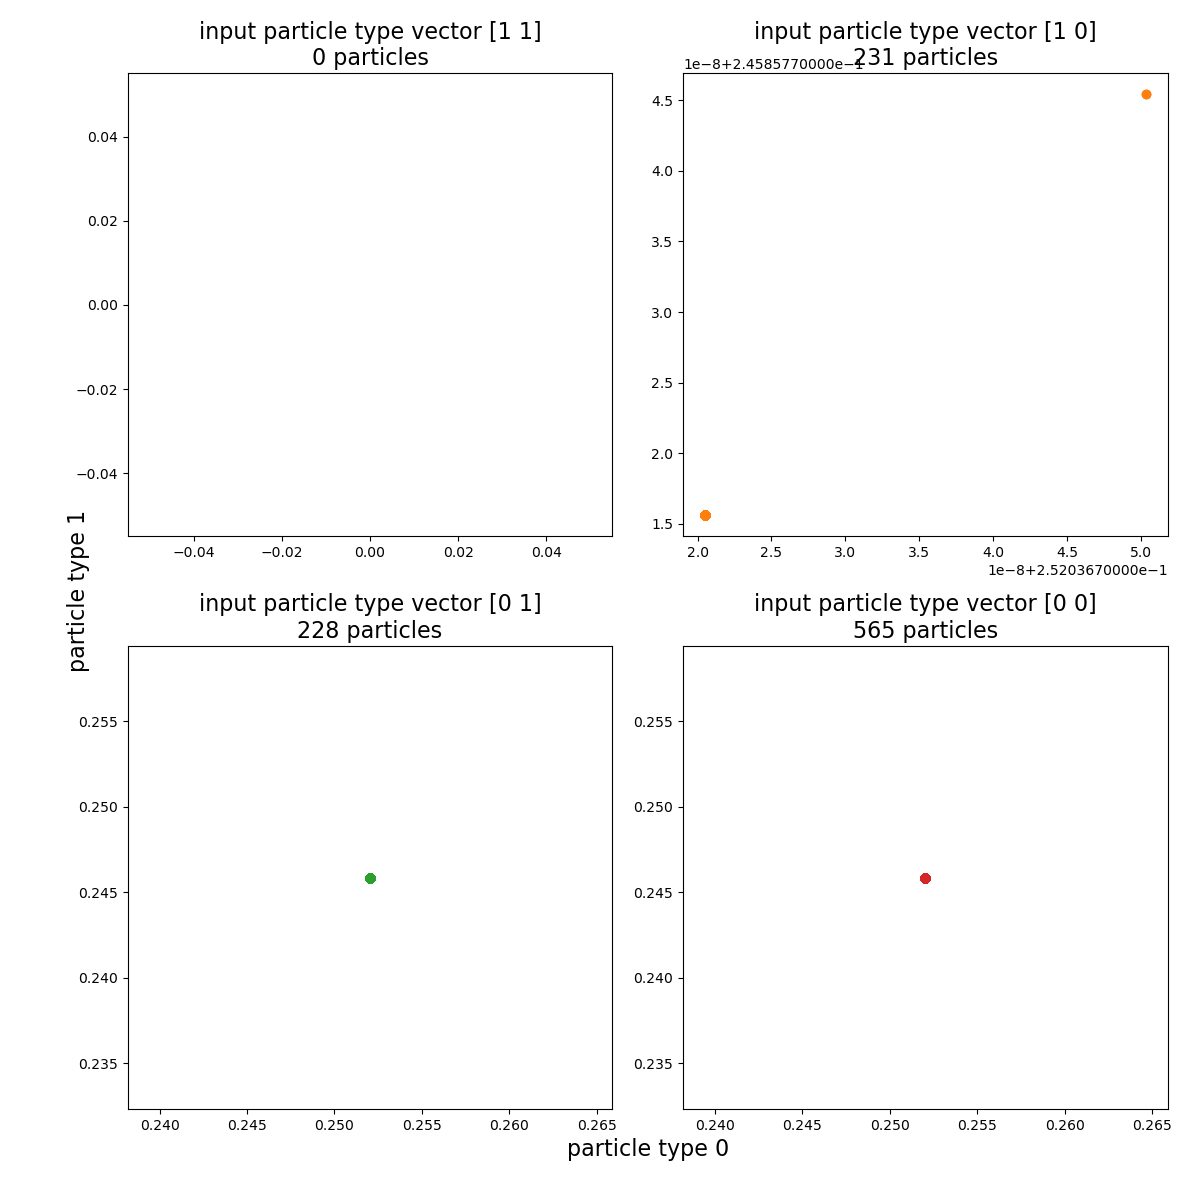 input particle type vector [1 1]
0 particles
input particle type vector [1 0]
231 particles
1e−8+2.4585770000e−1
0.04
0.02
0.00
−0.02
−0.04
−0.04 −0.02 0.00 0.02 0.04
4.5
4.0
3.5
3.0
2.5
2.0
1.5
2.0 2.5 3.0 3.5 4.0 4.5 5.0
1e−8+2.5203670000e−1
particle type 1
input particle type vector [0 1]
228 particles
0.255
0.250
0.245
0.240
0.235
0.240 0.245 0.250 0.255 0.260 0.265
input particle type vector [0 0]
565 particles
0.255
0.250
0.245
0.240
0.235
0.240 0.245 0.250 0.255 0.260 0.265
particle type 0